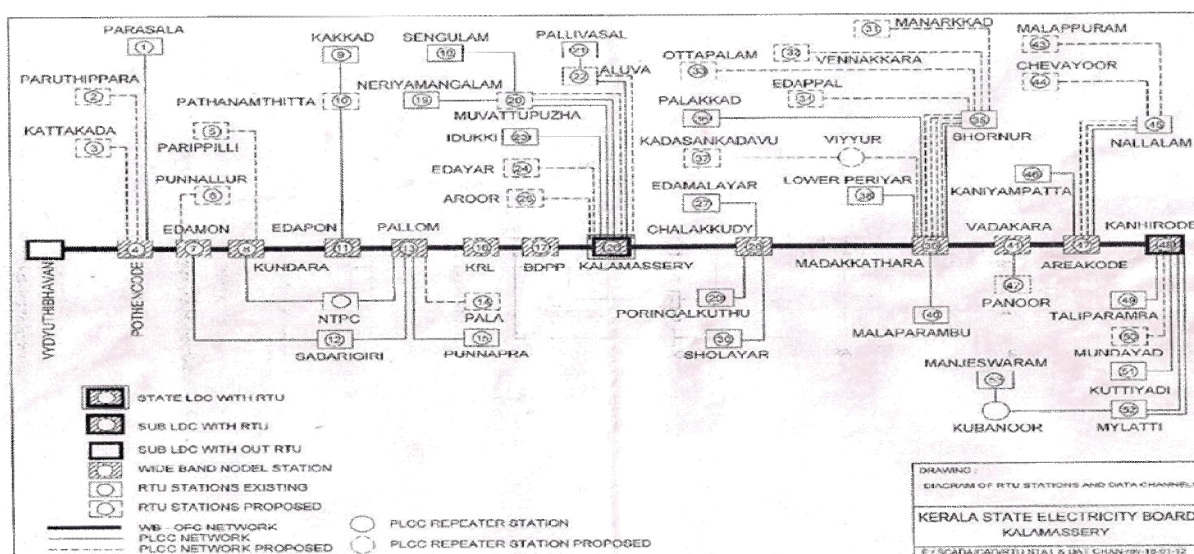 PARASALA
1
PARUTHIPPARA
2
KATTAKADA
3
POTHENCODE
4
VYDYUTHIBHAVAN
PARIPPILLI
5
PUNNALLUR
6
EDAMON
7
8
KUNDARA
KAKKAD
9
PATHANAMTHITTA
10
EDAPON
11
NTPC
12
SABARIGIRI
PALLOM
13
14
PALA
15
PUNNAPRA
16
KRL
17
BDPP
SENGULAM
18
NERIYAMANGALAM
19
20
MUVATTUPUZHA
PALLIVASAL
21
ALUVA
22
IDUKKI
23
EDAYAR
24
AROOR
25
26
KALAMASSERY
EDAMALAYAR
27
CHALAKKUDY
28
29
PORINGALKUTHU
30
SHOLAYAR
MANARKKAD
31
VENNAKKARA
32
OTTAPALAM
33
EDAPPAL
34
35
SHORNUR
PALAKKAD
36
KADASANKADAVU
37
VIYYUR
LOWER PERIYAR
38
39
MADAKKATHARA
40
MALAPARAMBU
VADAKARA
41
42
PANOOR
MALAPPURAM
43
CHEVAYOOR
44
45
NALLALAM
46
KANIYAMPATTA
47
AREAKODE
KANHIRODE
48
49
TALIPARAMBA
50
MUNDAYAD
51
KUTTIYADI
52
MYLATTI
MANJESWARAM
53
KUBANOOR
STATE LDC WITH RTU
SUB LDC WITH RTU
SUB LDC WITH OUT RTU
WIDE BAND NODEL STATION
RTU STATIONS EXISTING
RTU STATIONS PROPOSED
WB - OFC NETWORK
PLCC NETWORK
PLCC NETWORK PROPOSED
PLCC REPEATER STATION
PLCC REPEATER STATION PROPOSED
DRAWING :
DIAGRAM OF RTU STATIONS AND DATA CHANNELS
KERALA STATE ELECTRICITY BOARD
KALAMASSERY